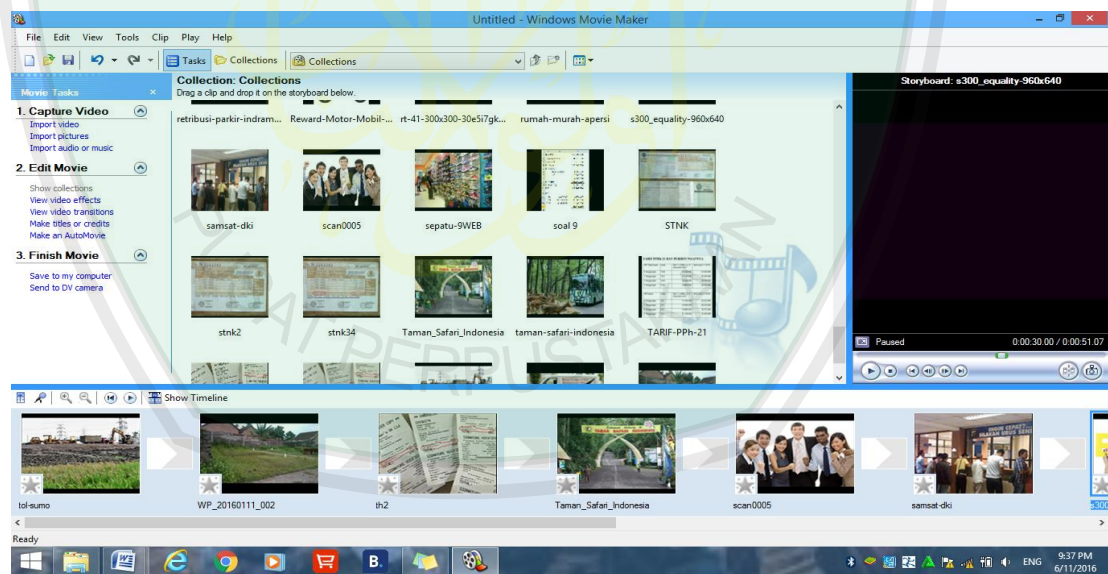 Untitled - Windows Movie Maker
File Edit View Tools Clip Play Help
Tasks Collections Collections
Movie Tasks
1. Capture Video
Import video
Import pictures
Import audio or music
2. Edit Movie
Show collections
View video effects
View video transitions
Make titles or credits
Make an AutoMovie
3. Finish Movie
Save to my computer
Send to DV camera
Collection: Collections
Drag a clip and drop it on the storyboard below.
retribusi-parkir-indram... Reward-Motor-Mobil-... rt-41-300x300-30e5i7gk... rumah-murah-apersi s300_equality-960x640
samsat-dki scan0005 sepatu-9WEB soal 9 STNK
stnk2 stnk34 Taman_Safari_Indonesia taman-safari-indonesia TARIF-PPh-21
Storyboard: s300_equality-960x640
Paused 0:00:30.00 / 0:00:51.07
Show Timeline
tol-sumo WP_20160111_002 th2 Taman_Safari_Indonesia scan0005 samsat-dki s300
Ready
B. ENG 9:37 PM
6/11/2016
PERPUSTAKAAN